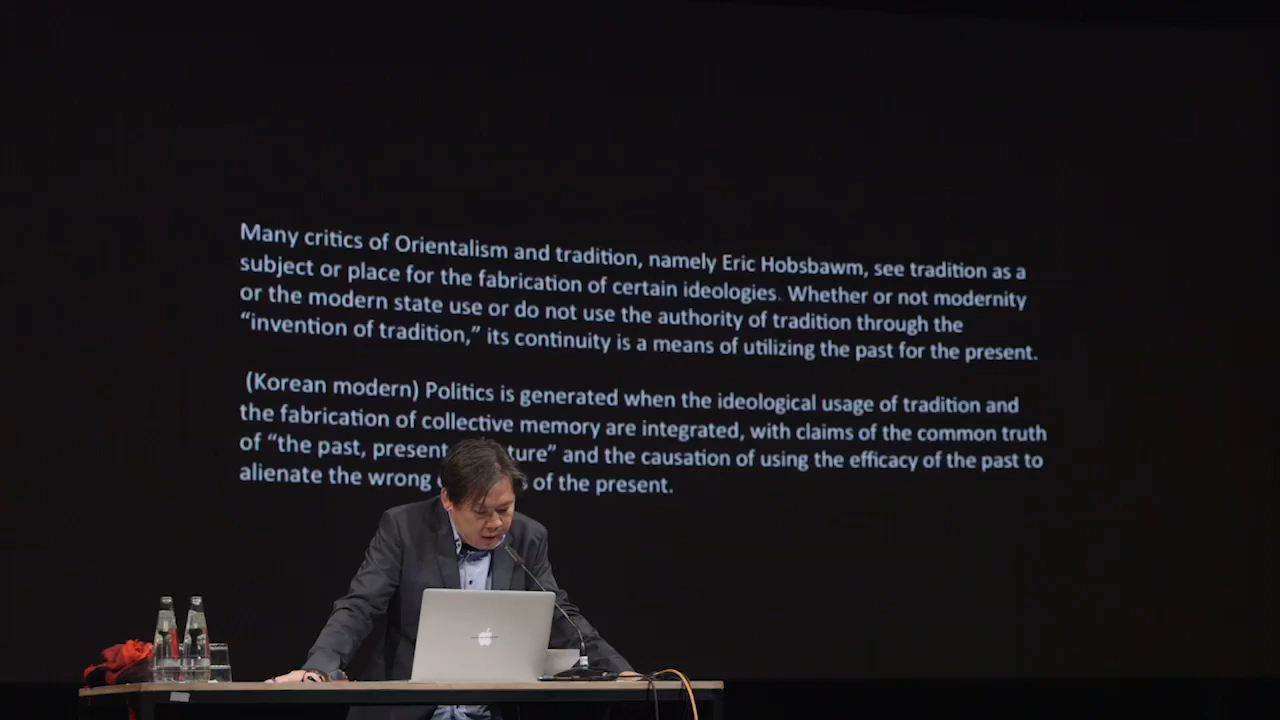 Many critics of Orientalism and tradition, namely Eric Hobsbawm, see tradition as a
subject or place for the fabrication of certain ideologies. Whether or not modernity
or the modern state use or do not use the authority of tradition through the
“invention of tradition,” its continuity is a means of utilizing the past for the present.
(Korean modern) Politics is generated when the ideological usage of tradition and
the fabrication of collective memory are integrated, with claims of the common truth
of “the past, present ture” and the causation of using the efficacy of the past to
alienate the wrong s of the present.